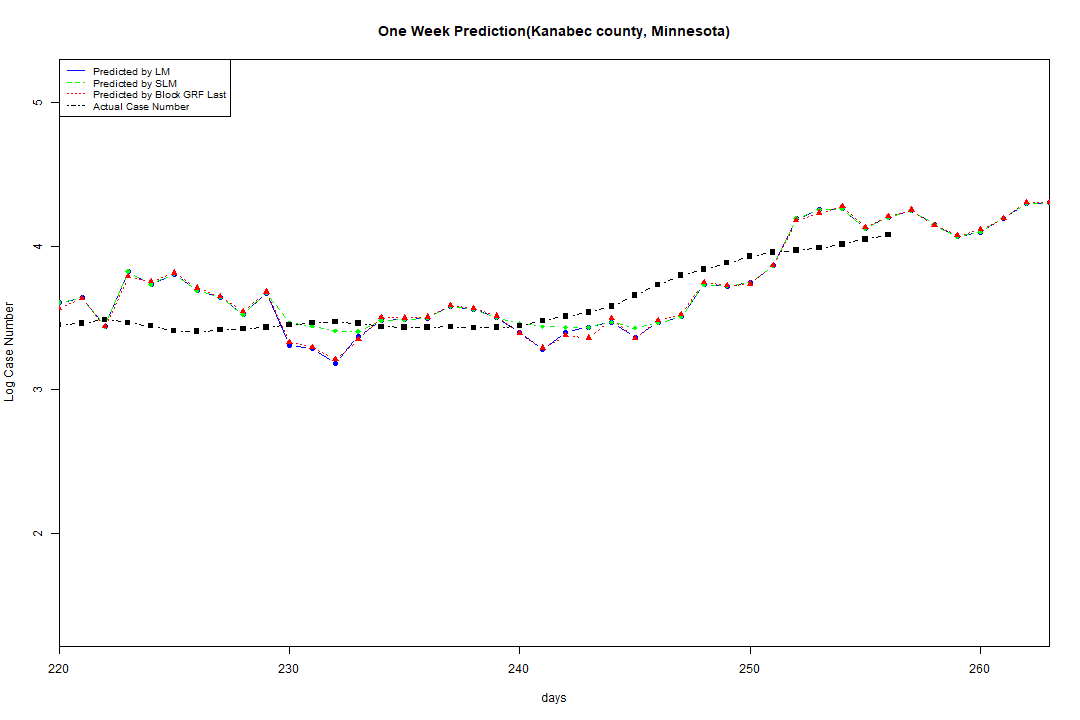 One Week Prediction(Kanabec county, Minnesota)
Predicted by LM
Predicted by SLM
Predicted by Block GRF Last
Actual Case Number
5
4
3
2
Log Case Number
220 230 240 250 260
days